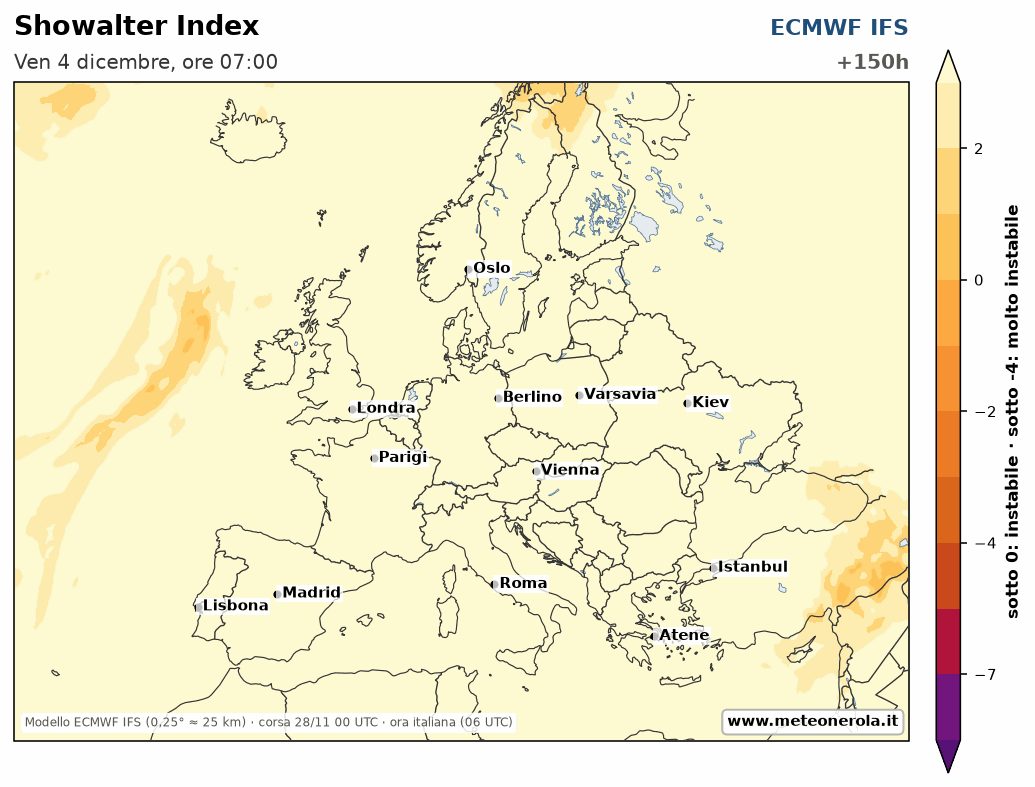 Showalter Index
ECMWF IFS
Ven 4 dicembre, ore 07:00
+150h
Oslo
Londra
Berlino
Varsavia
Kiev
Parigi
Vienna
Istanbul
Roma
Madrid
Lisbona
Atene
2
0
−2
−4
−7
sotto 0: instabile · sotto -4: molto instabile
Modello ECMWF IFS (0,25° ≈ 25 km) · corsa 28/11 00 UTC · ora italiana (06 UTC)
www.meteonerola.it